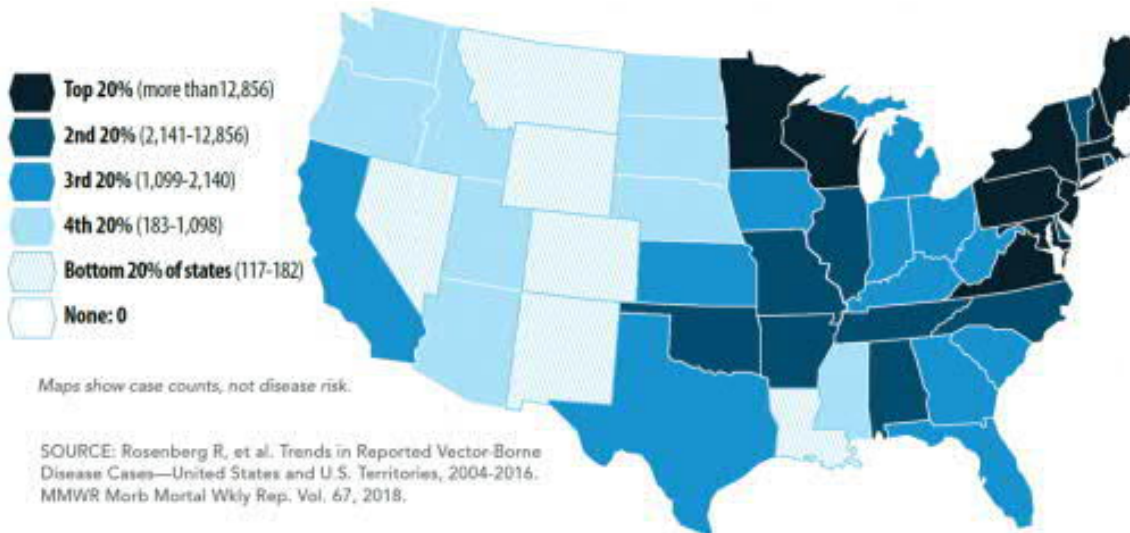 Top 20% (more than12,856)
2nd 20% (2,141-12,856)
3rd 20% (1,099-2,140)
4th 20% (183-1,098)
Bottom 20% of states (117-182)
None: 0
Maps show case counts, not disease risk.
SOURCE: Rosenberg R, et al. Trends in Reported Vector-Borne
Disease Cases—United States and U.S. Territories, 2004-2016.
MMWR Morb Mortal Wkly Rep. Vol. 67, 2018.